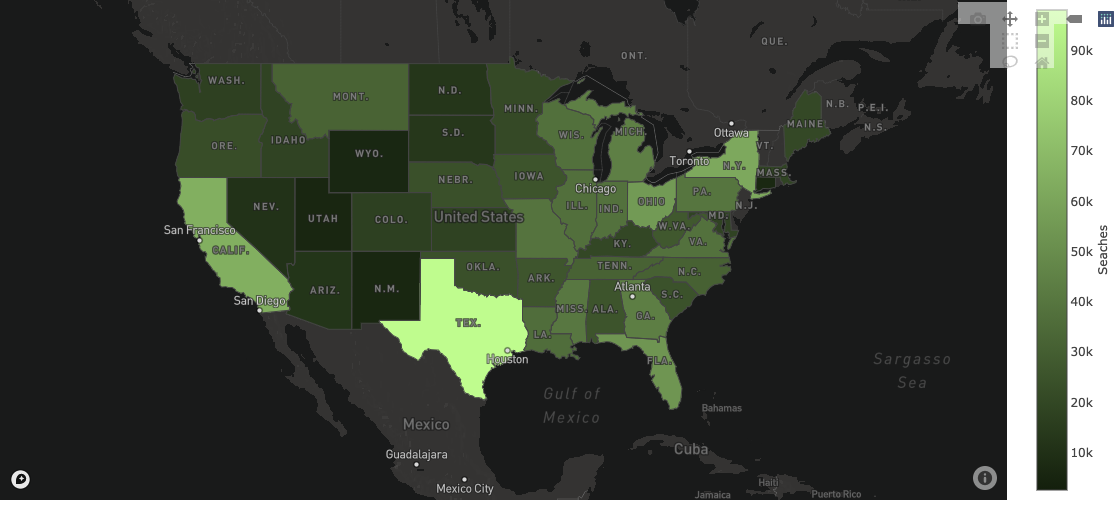 ONT.
QUE.
WASH.
MONT.
N.D.
MINN.
N.B.
P.E.I.
MAINE
N.S.
ORE.
IDAHO
S.D.
WIS.
MICH.
Ottawa
VT.
WYO.
Toronto
N.Y.
MASS.
NEBR.
IOWA
Chicago
PA.
NEV.
UTAH
COLO.
United States
ILL.
IND.
OHIO
N.J.
MD.
San Francisco
CALIF.
KY.
W.VA.
VA.
ARIZ.
N.M.
OKLA.
ARK.
TENN.
N.C.
San Diego
Atlanta
S.C.
TEX.
LA.
MISS.
ALA.
GA.
Houston
FLA.
Sargasso
Sea
Gulf of
Mexico
Bahamas
Mexico
Cuba
Guadalajara
Mexico City
Haiti
Jamaica
Puerto Rico
90k
80k
70k
60k
50k
40k
30k
20k
10k
Seaches